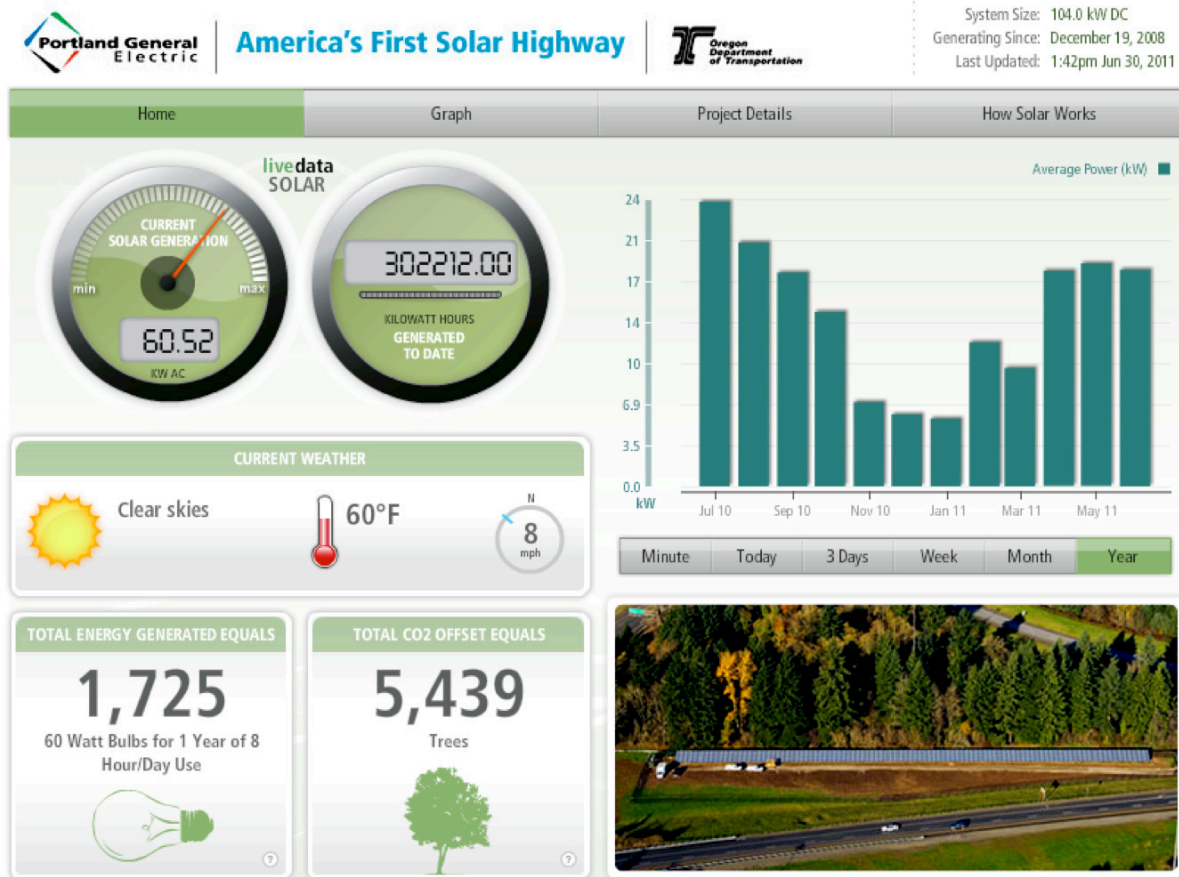 Portland General
Electric
America's First Solar Highway
Oregon
Department
of Transportation
System Size: 104.0 kW DC
Generating Since: December 19, 2008
Last Updated: 1:42pm Jun 30, 2011
Home
Graph
Project Details
How Solar Works
livedata
SOLAR
CURRENT
SOLAR GENERATION
min
max
60.52
KW AC
302212.00
KILOWATT HOURS
GENERATED
TO DATE
Average Power (kW)
24
21
17
14
10
6.9
3.5
0.0
kW
Jul 10
Sep 10
Nov 10
Jan 11
Mar 11
May 11
Minute
Today
3 Days
Week
Month
Year
CURRENT WEATHER
Clear skies
60°F
N
8
mph
TOTAL ENERGY GENERATED EQUALS
1,725
60 Watt Bulbs for 1 Year of 8
Hour/Day Use
?
TOTAL CO2 OFFSET EQUALS
5,439
Trees
?